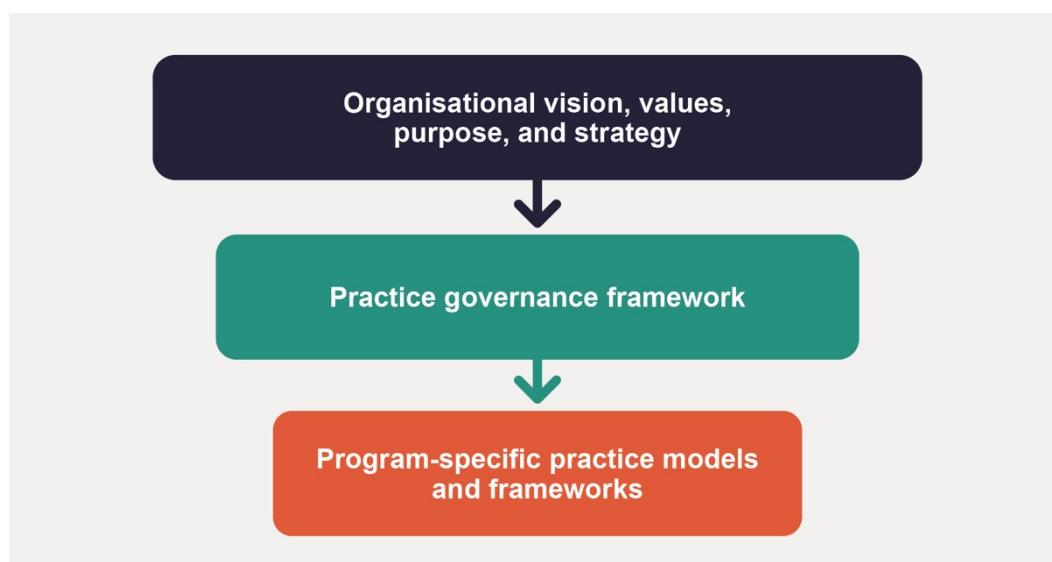 Organisational vision, values,
purpose, and strategy
Practice governance framework
Program-specific practice models
and frameworks